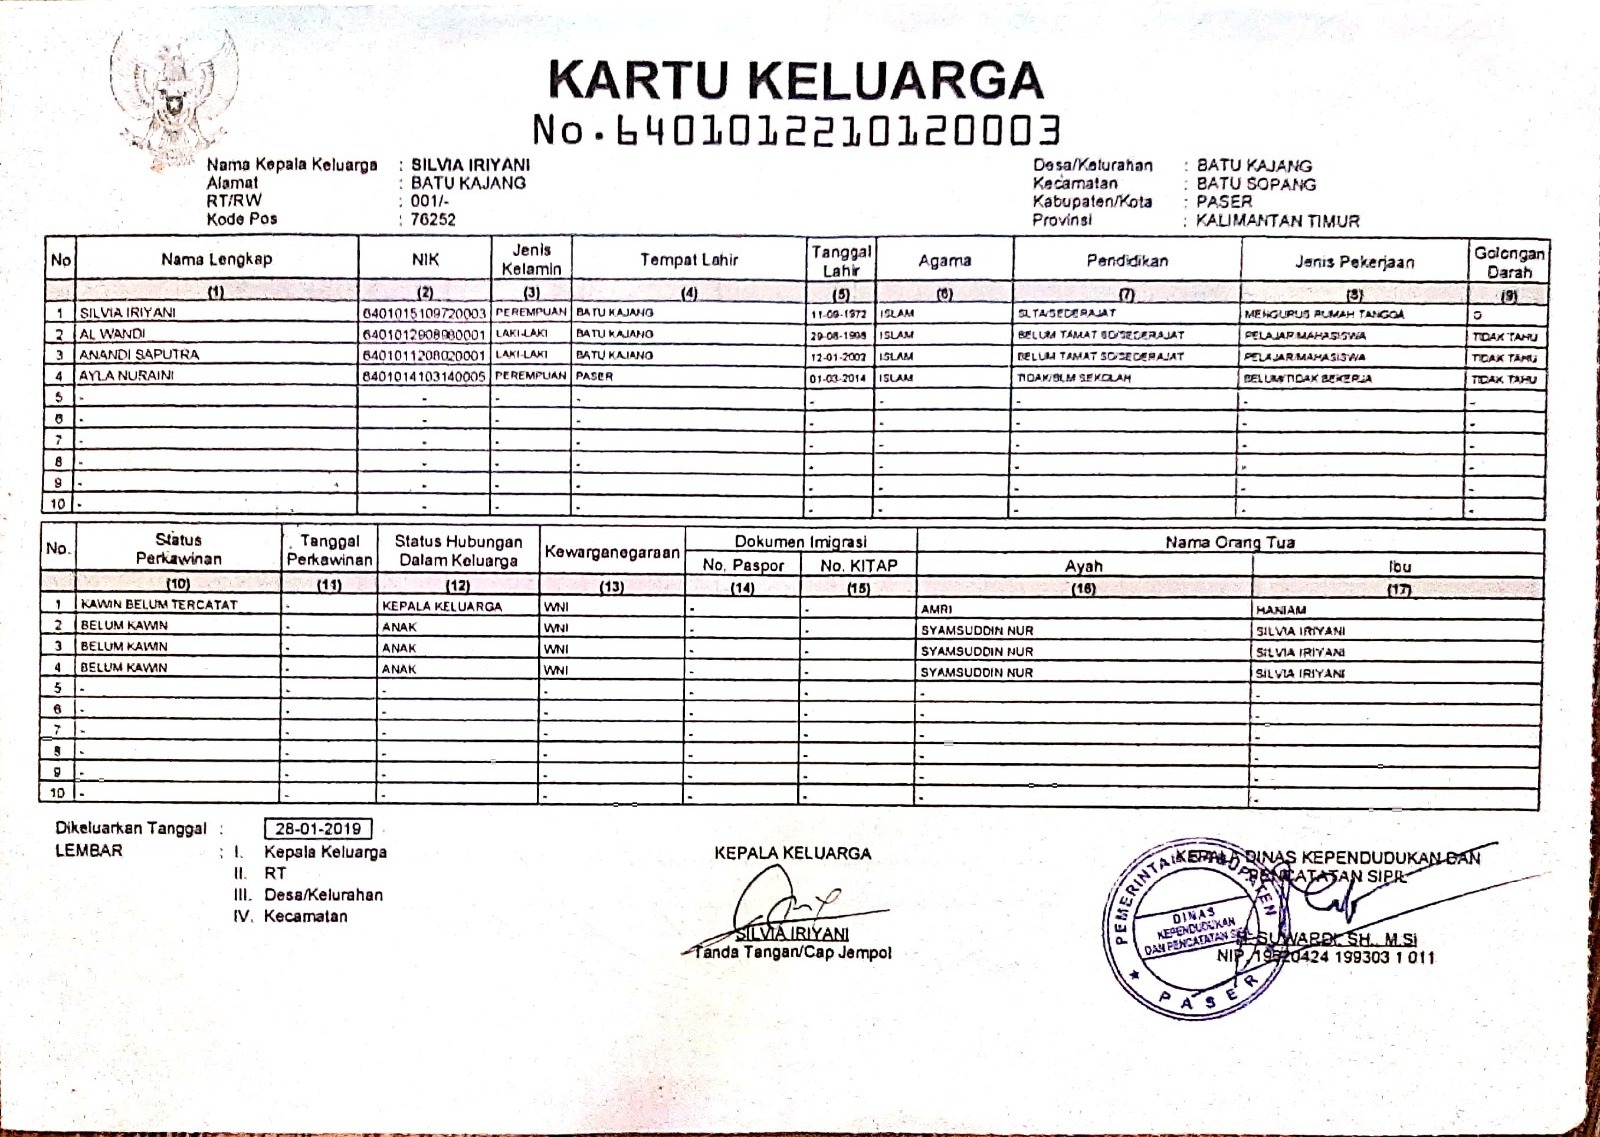 KARTU KELUARGA
No.6401012210120003
Nama Kepala Keluarga : SILVIA IRIYANI
Alamat : BATU KAJANG
RT/RW : 001/-
Kode Pos : 76252
Desa/Kelurahan : BATU KAJANG
Kecamatan : BATU SOPANG
Kabupaten/Kota : PASER
Provinsi : KALIMANTAN TIMUR
No Nama Lengkap NIK Jenis Kelamin Tempat Lahir Tanggal Lahir Agama Pendidikan Jenis Pekerjaan Golongan Darah
(1) (2) (3) (4) (5) (6) (7) (8) (9)
1 SILVIA IRIYANI 6401015109720003 PEREMPUAN BATU KAJANG 11-09-1972 ISLAM SLTA/SEDERAJAT MENGURUS RUMAH TANGGA O
2 AL WANDI LAKI-LAKI BATU KAJANG ISLAM BELUM TAMAT SD/SEDERAJAT PELAJAR/MAHASISWA TIDAK TAHU
3 ANANDI SAPUTRA 6401011208020001 LAKI-LAKI BATU KAJANG 12-01-2002 ISLAM BELUM TAMAT SD/SEDERAJAT PELAJAR/MAHASISWA TIDAK TAHU
4 AYLA NURAINI 6401014103140005 PEREMPUAN PASER 01-03-2014 ISLAM TIDAK/BLM SEKOLAH BELUM/TIDAK BEKERJA TIDAK TAHU
5 - - - - - - - - -
6 - - - - - - - - -
7 - - - - - - - - -
8 - - - - - - - - -
9 - - - - - - - - -
10 - - - - - - - - -
No. Status Perkawinan Tanggal Perkawinan Status Hubungan Dalam Keluarga Kewarganegaraan Dokumen Imigrasi Nama Orang Tua
No. Paspor No. KITAP Ayah Ibu
(10) (11) (12) (13) (14) (15) (16) (17)
1 KAWIN BELUM TERCATAT - KEPALA KELUARGA WNI - - AMRI HANIAM
2 BELUM KAWIN - ANAK WNI - - SYAMSUDDIN NUR SILVIA IRIYANI
3 BELUM KAWIN - ANAK WNI - - SYAMSUDDIN NUR SILVIA IRIYANI
4 BELUM KAWIN - ANAK WNI - - SYAMSUDDIN NUR SILVIA IRIYANI
5 - - - - - - - -
6 - - - - - - - -
7 - - - - - - - -
8 - - - - - - - -
9 - - - - - - - -
10 - - - - - - - -
Dikeluarkan Tanggal : 28-01-2019
LEMBAR : I. Kepala Keluarga
II. RT
III. Desa/Kelurahan
IV. Kecamatan
KEPALA KELUARGA
SILVIA IRIYANI
Tanda Tangan/Cap Jempol
KEPALA DINAS KEPENDUDUKAN DAN
PENCATATAN SIPIL
H. SUWARDI. SH., M.Si
NIP. 19620424 199303 1 011
PEMERINTAH KABUPATEN
DINAS
KEPENDUDUKAN
DAN PENCATATAN SIPIL
PASER